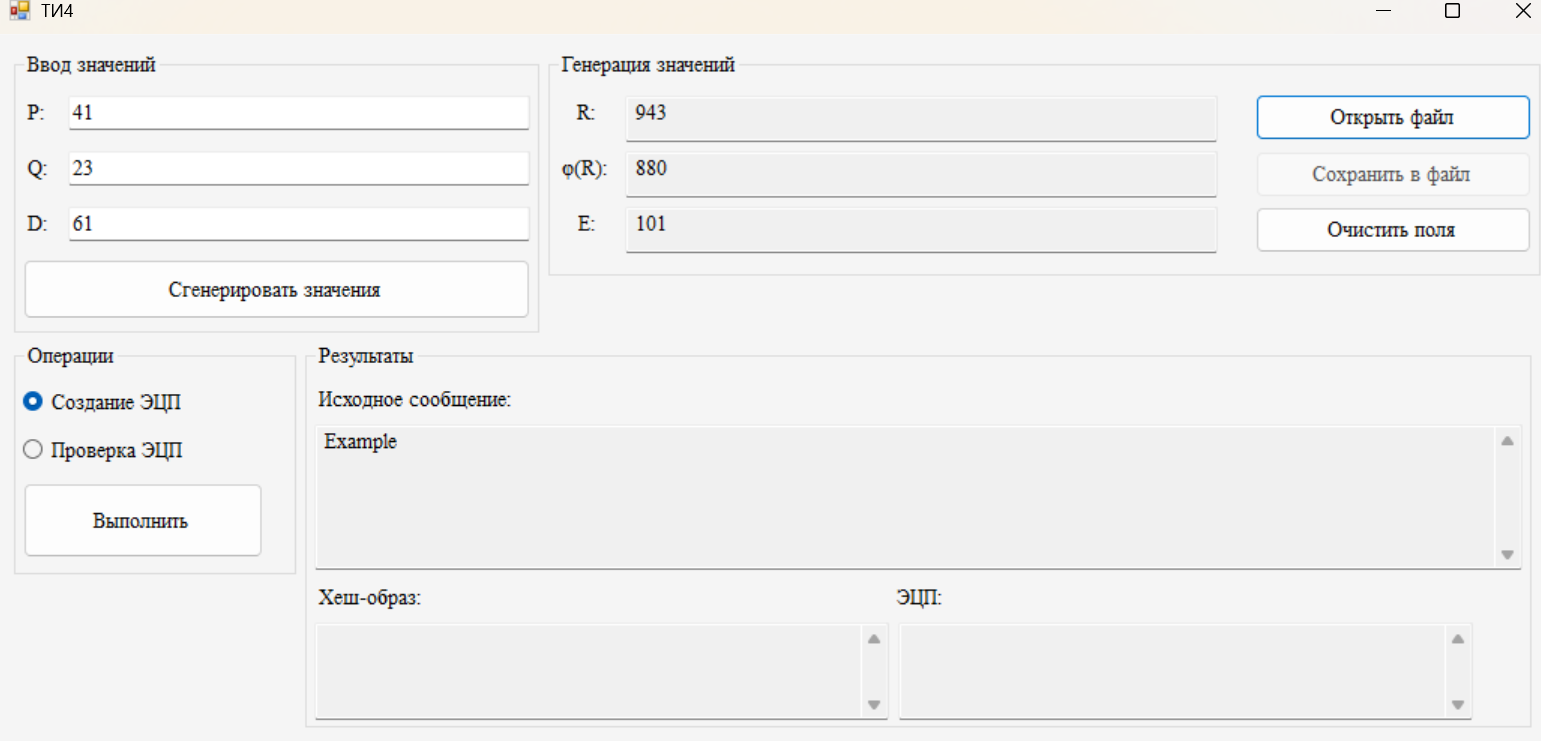 ТИ4
Ввод значений
P: 41
Q: 23
D: 61
Сгенерировать значения
Генерация значений
R: 943
φ(R): 880
E: 101
Открыть файл
Сохранить в файл
Очистить поля
Операции
Создание ЭЦП
Проверка ЭЦП
Выполнить
Результаты
Исходное сообщение:
Example
Хеш-образ:
ЭЦП: